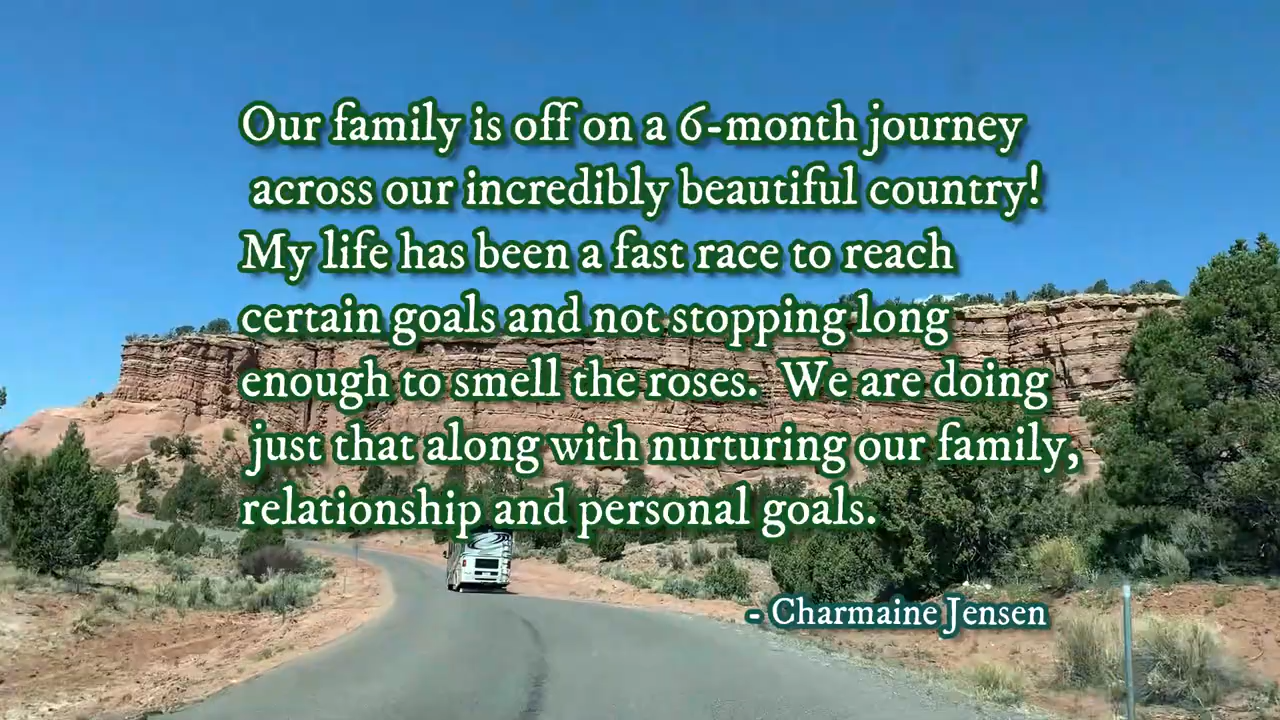 Our family is off on a 6-month journey
across our incredibly beautiful country!
My life has been a fast race to reach
certain goals and not stopping long
enough to smell the roses. We are doing
just that along with nurturing our family,
relationship and personal goals.
- Charmaine Jensen